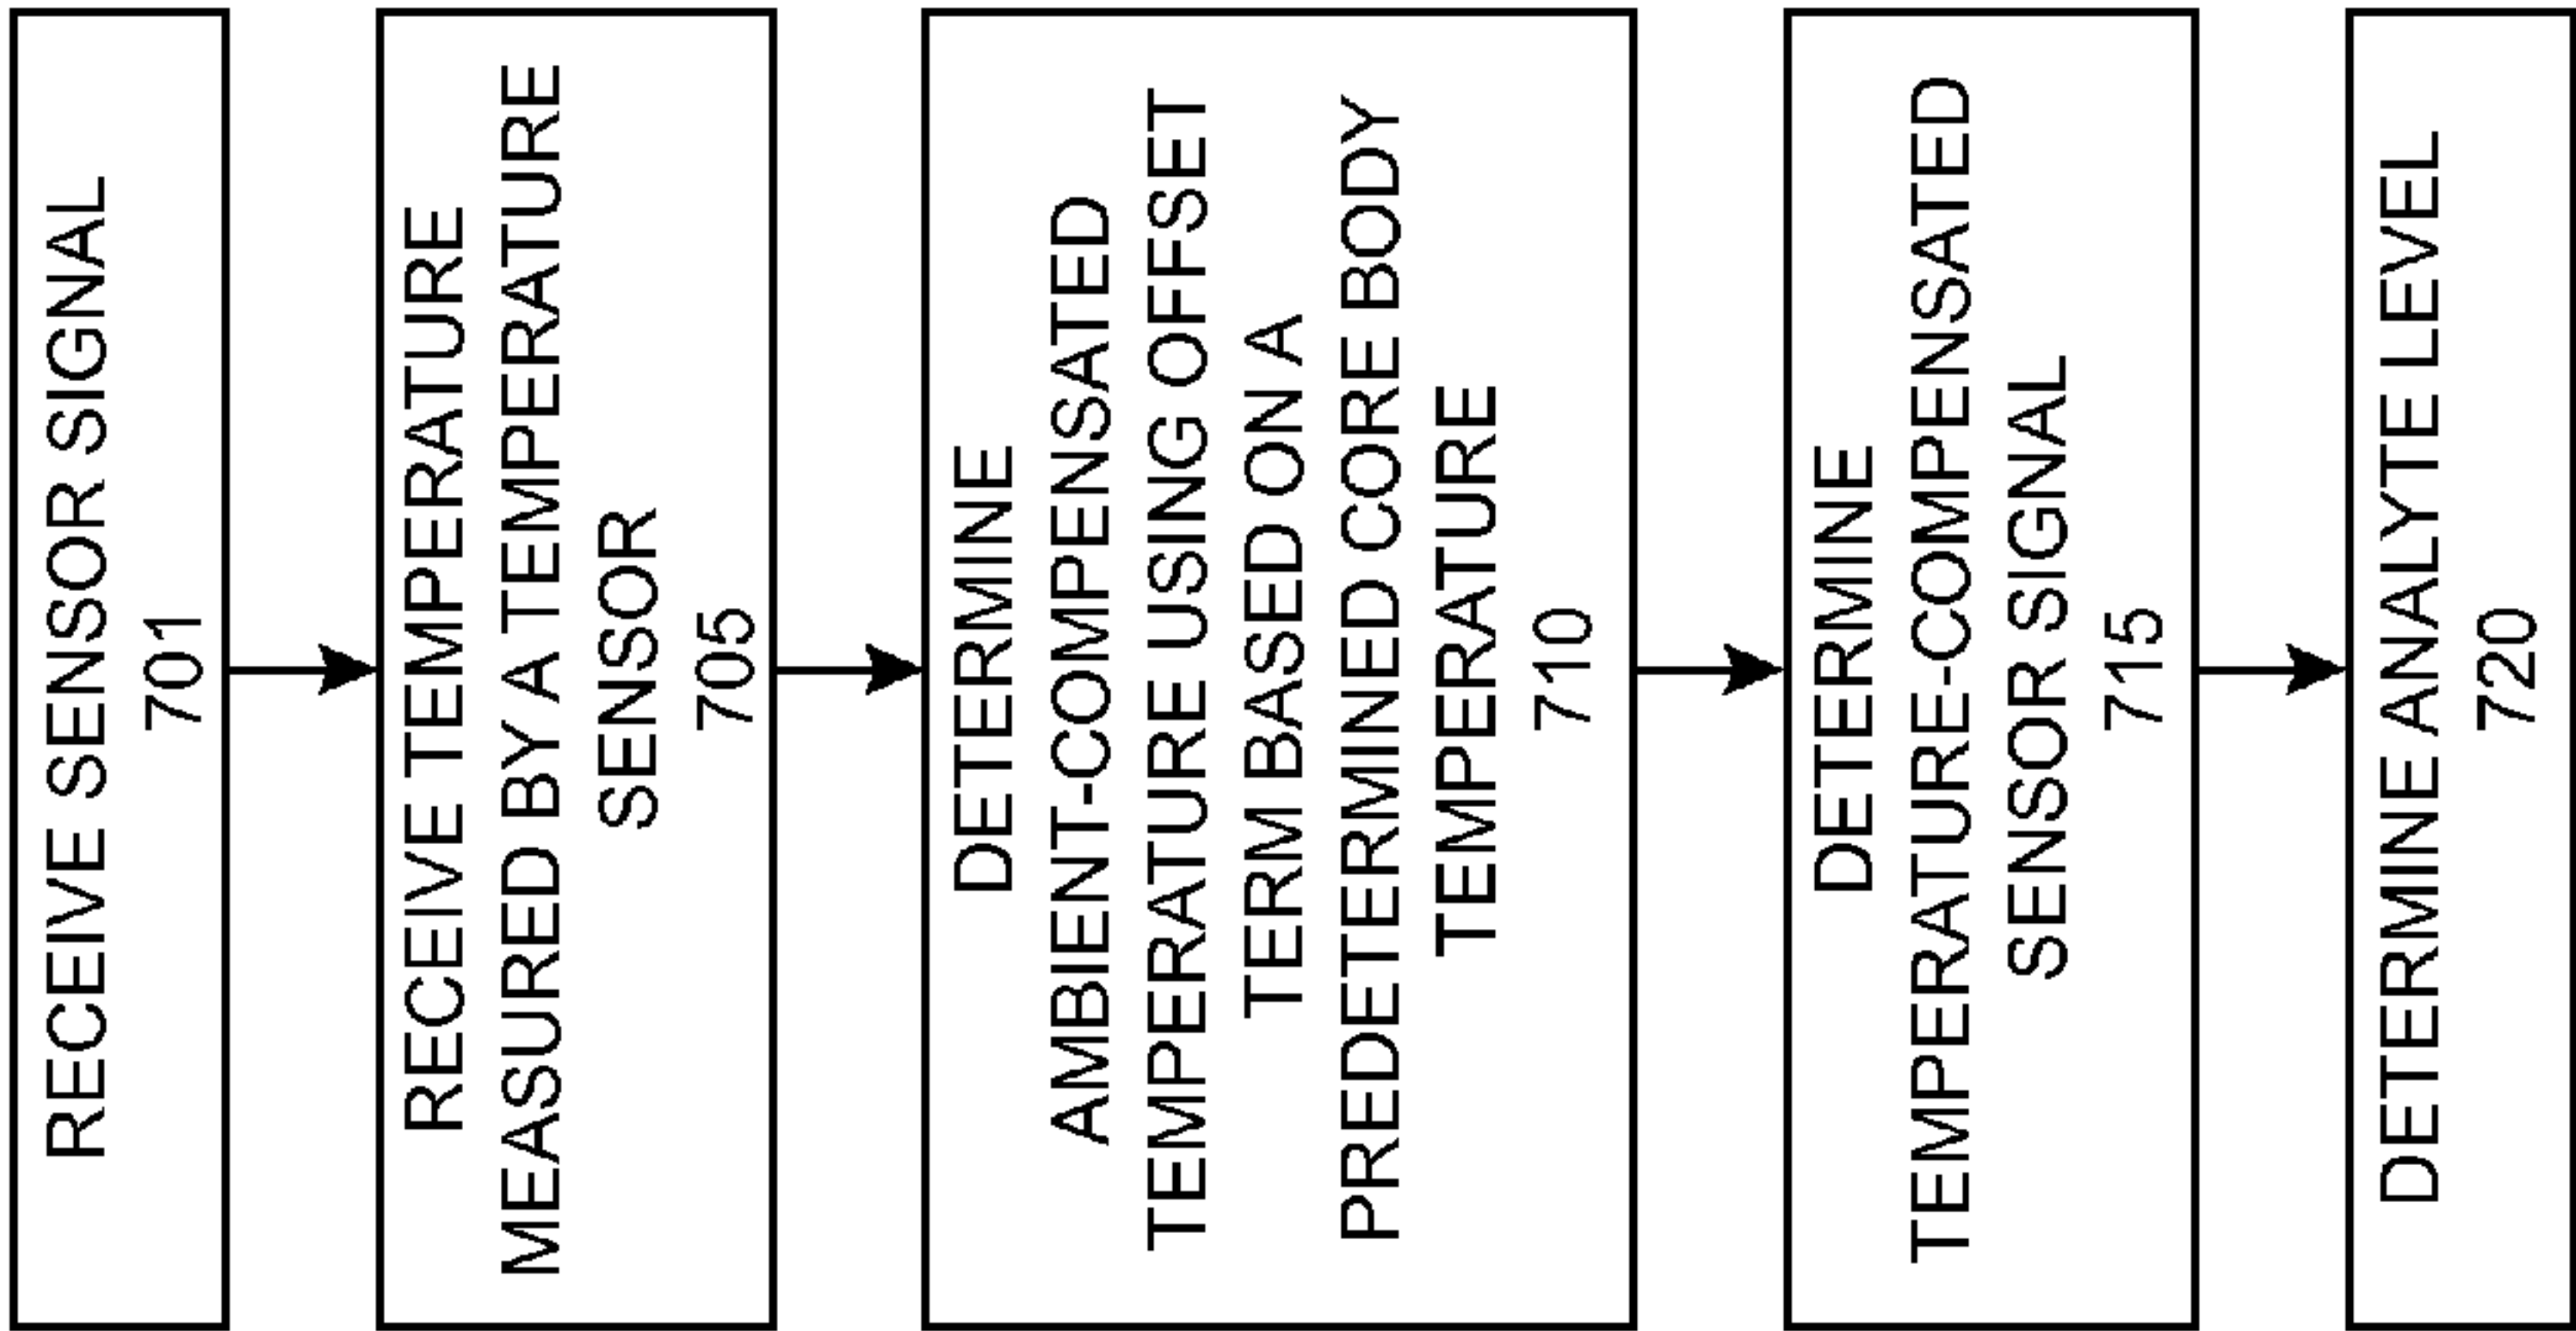 RECEIVE SENSOR SIGNAL
701
RECEIVE TEMPERATURE
MEASURED BY A TEMPERATURE
SENSOR
705
DETERMINE
AMBIENT-COMPENSATED
TEMPERATURE USING OFFSET
TERM BASED ON A
PREDETERMINED CORE BODY
TEMPERATURE
710
DETERMINE
TEMPERATURE-COMPENSATED
SENSOR SIGNAL
715
DETERMINE ANALYTE LEVEL
720